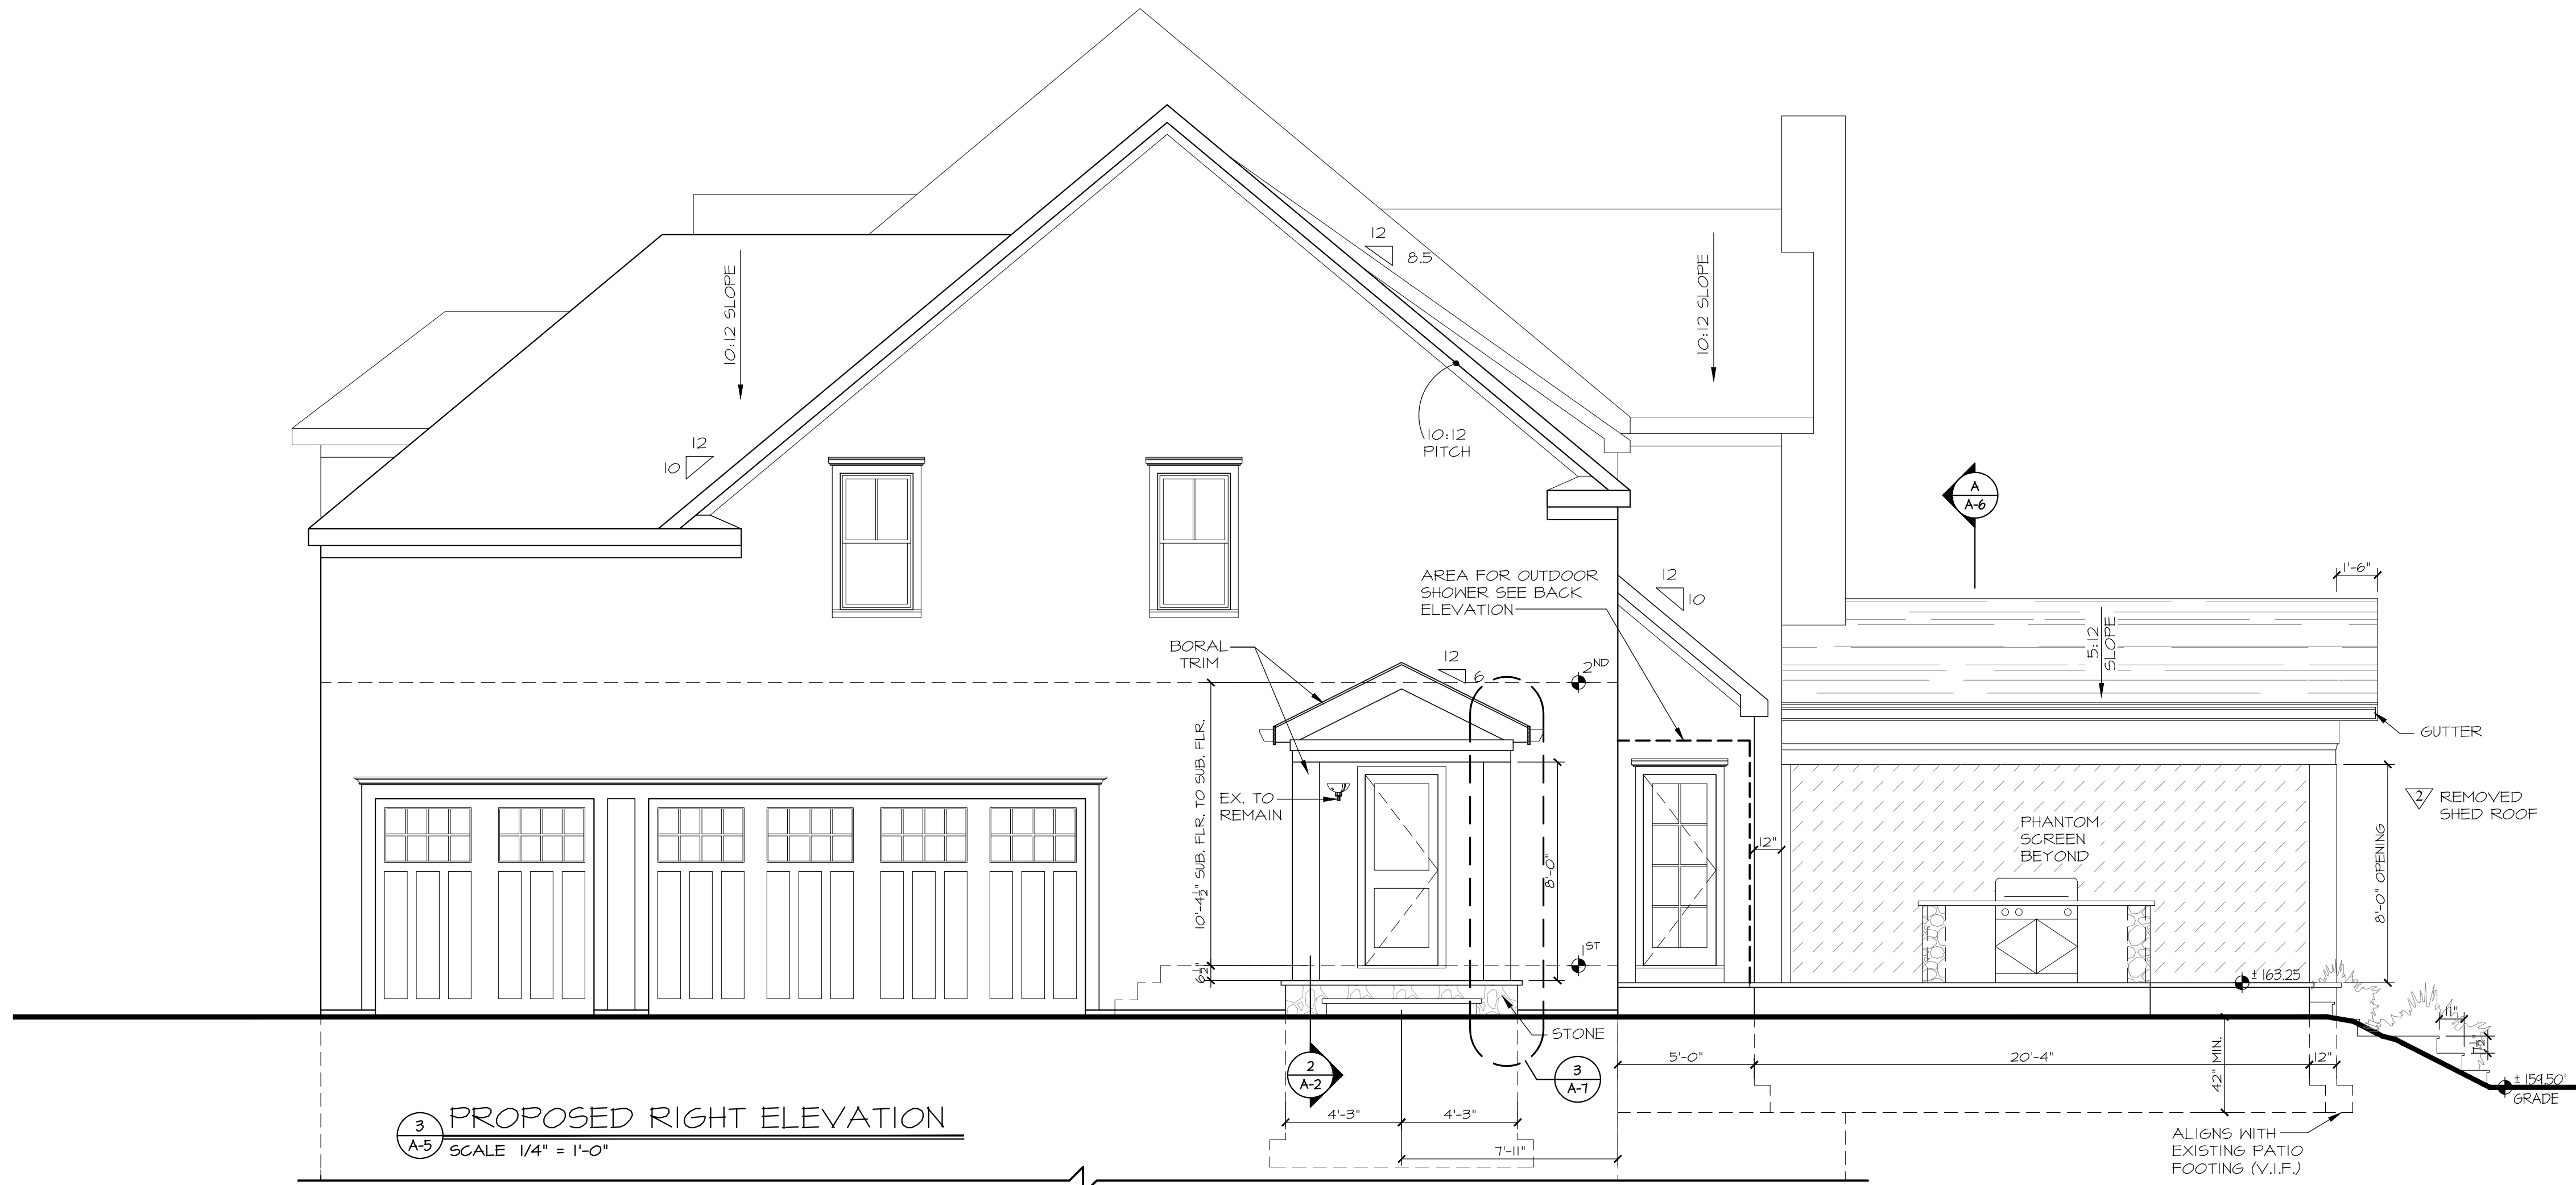 12
8.5
10:12 SLOPE
10:12 SLOPE
12
10
10:12
PITCH
A
A-6
AREA FOR OUTDOOR
SHOWER SEE BACK
ELEVATION
12
10
1'-6"
BORAL
TRIM
12
6
2ND
5:12
SLOPE
GUTTER
10'-4½" SUB. FLR. TO SUB. FLR.
EX. TO
REMAIN
8'-0"
12"
PHANTOM
SCREEN
BEYOND
8'-0" OPENING
2
REMOVED
SHED ROOF
1ST
6½"
± 163.25
11"
7½"
STONE
5'-0"
20'-4"
12"
42" MIN.
± 159.50'
GRADE
2
A-2
3
A-7
4'-3"
4'-3"
7'-11"
ALIGNS WITH
EXISTING PATIO
FOOTING (V.I.F.)
3
A-5
PROPOSED RIGHT ELEVATION
SCALE 1/4" = 1'-0"